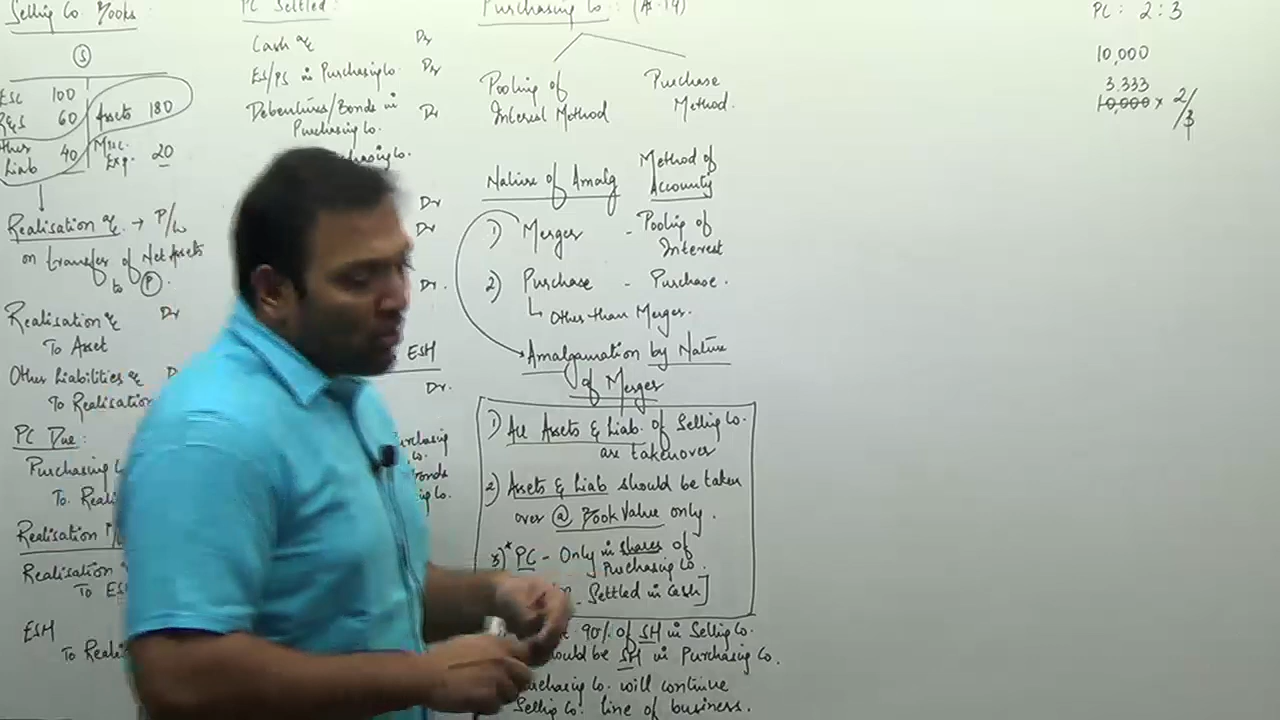 Selling Co. Books:
S
ESC 100
R&S 60
Assets 180
Other Liab 40
Misc. Exp. 20
Realisation a/c → P/L
on transfer of Net Assets
to P.
Realisation a/c Dr
To Asset
Other Liabilities a/c
To Realisation
PC Due:
Purchasing
To
Realisation
Realisation
To
ESH
To
PC Settled:
Cash a/c Dr
ES/PS in Purchasing Co. Dr
Debentures/Bonds in Dr
Purchasing Co.
Dr
Dr
Dr.
ESH
Dr.
Co.
Co.
Purchasing Co: (AS-14)
Pooling of
Interest Method
Purchase
Method.
Nature of Amalg
Method of
Accounty
1) Merger - Pooling of
Interest
2) Purchase - Purchase.
Other than Merger.
Amalgamation by Nature
of Merger
1) All Assets & Liab. of Selling Co.
are takenover
2) Assets & Liab should be taken
over @ Book Value only.
3)* PC - Only in shares of
Purchasing Co.
Settled in Cash]
90% of SH in Selling Co.
should be SH in Purchasing Co.
Purchasing Co. will continue
Selling Co. line of business.
PC: 2:3
10,000
3,333
10,000 × 2/3